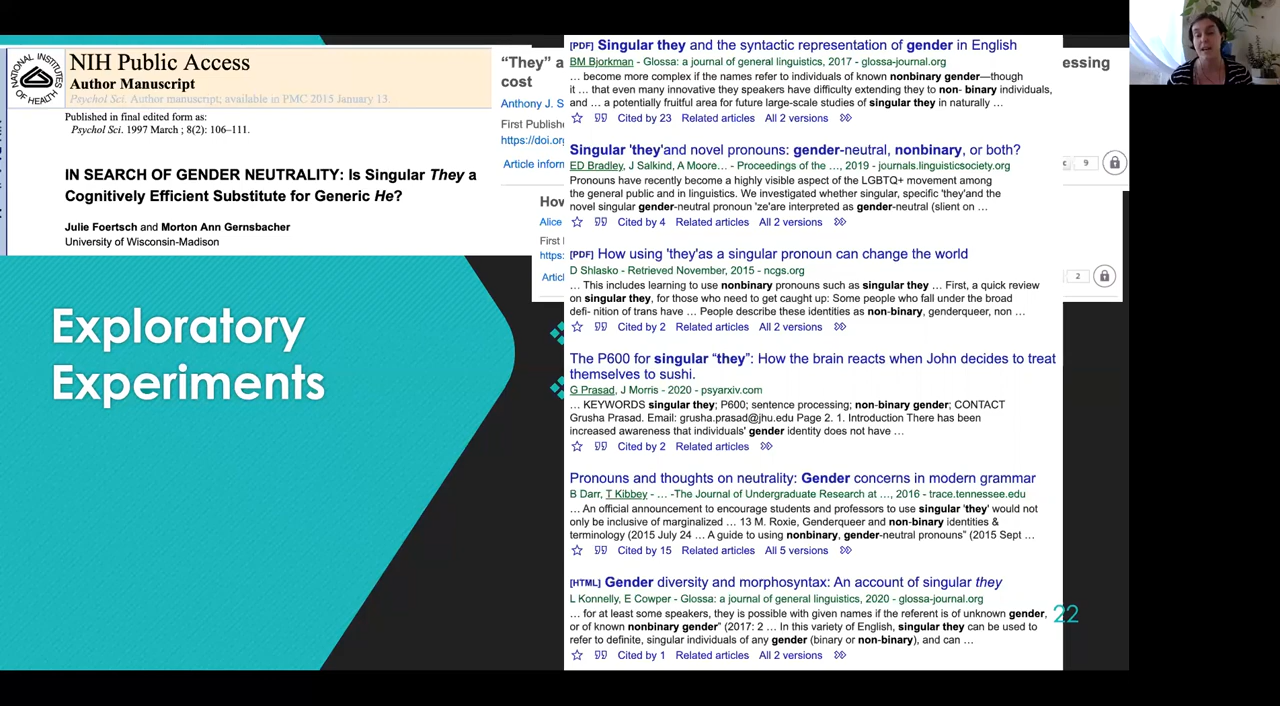 NIH Public Access
Author Manuscript
Psychol Sci. Author manuscript; available in PMC 2015 January 13.
Published in final edited form as:
Psychol Sci. 1997 March ; 8(2): 106–111.
IN SEARCH OF GENDER NEUTRALITY: Is Singular They a
Cognitively Efficient Substitute for Generic He?
Julie Foertsch and Morton Ann Gernsbacher
University of Wisconsin-Madison
NATIONAL INSTITUTES OF HEALTH
Exploratory
Experiments
“They” a
cost
Anthony J. S
First Publishe
https://doi.or
Article inforn
How
Alice
First
https:
Artic
essing
9
2
[PDF] Singular they and the syntactic representation of gender in English
BM Bjorkman - Glossa: a journal of general linguistics, 2017 - glossa-journal.org
... become more complex if the names refer to individuals of known nonbinary gender—though
it ... that even many innovative they speakers have difficulty extending they to non- binary individuals,
and ... a potentially fruitful area for future large-scale studies of singular they in naturally ...
Cited by 23 Related articles All 2 versions
Singular 'they'and novel pronouns: gender-neutral, nonbinary, or both?
ED Bradley, J Salkind, A Moore... - Proceedings of the ..., 2019 - journals.linguisticsociety.org
Pronouns have recently become a highly visible aspect of the LGBTQ+ movement among
the general public and in linguistics. We investigated whether singular, specific 'they'and the
novel singular gender-neutral pronoun 'ze'are interpreted as gender-neutral (slient on ...
Cited by 4 Related articles All 2 versions
[PDF] How using 'they'as a singular pronoun can change the world
D Shlasko - Retrieved November, 2015 - ncgs.org
... This includes learning to use nonbinary pronouns such as singular they ... First, a quick review
on singular they, for those who need to get caught up: Some people who fall under the broad
defi- nition of trans have ... People describe these identities as non-binary, genderqueer, non ...
Cited by 2 Related articles All 2 versions
The P600 for singular “they”: How the brain reacts when John decides to treat
themselves to sushi.
G Prasad, J Morris - 2020 - psyarxiv.com
... KEYWORDS singular they; P600; sentence processing; non-binary gender; CONTACT
Grusha Prasad. Email: grusha.prasad@jhu.edu Page 2. 1. Introduction There has been
increased awareness that individuals' gender identity does not have ...
Cited by 2 Related articles
Pronouns and thoughts on neutrality: Gender concerns in modern grammar
B Darr, T Kibbey - ... -The Journal of Undergraduate Research at ..., 2016 - trace.tennessee.edu
... An official announcement to encourage students and professors to use singular 'they' would not
only be inclusive of marginalized ... 13 M. Roxie, Genderqueer and non-binary identities &
terminology (2015 July 24 ... A guide to using nonbinary, gender-neutral pronouns” (2015 Sept ...
Cited by 15 Related articles All 5 versions
[HTML] Gender diversity and morphosyntax: An account of singular they
L Konnelly, E Cowper - Glossa: a journal of general linguistics, 2020 - glossa-journal.org
... for at least some speakers, they is possible with given names if the referent is of unknown gender,
or of known nonbinary gender” (2017: 2 ... In this variety of English, singular they can be used to
refer to definite, singular individuals of any gender (binary or non-binary), and can ...
Cited by 1 Related articles All 2 versions
22